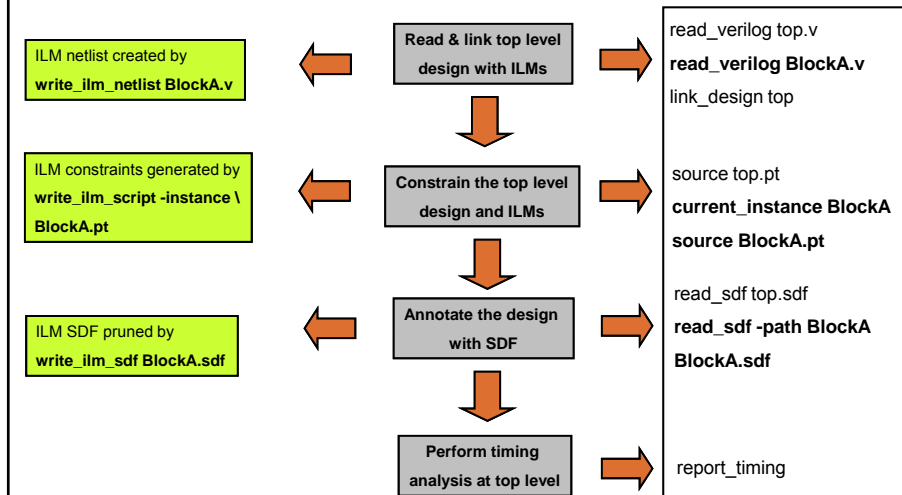 ILM netlist created by
write_ilm_netlist BlockA.v
Read & link top level
design with ILMs
read_verilog top.v
read_verilog BlockA.v
link_design top
ILM constraints generated by
write_ilm_script -instance \
BlockA.pt
Constrain the top level
design and ILMs
source top.pt
current_instance BlockA
source BlockA.pt
ILM SDF pruned by
write_ilm_sdf BlockA.sdf
Annotate the design
with SDF
read_sdf top.sdf
read_sdf -path BlockA
BlockA.sdf
Perform timing
analysis at top level
report_timing